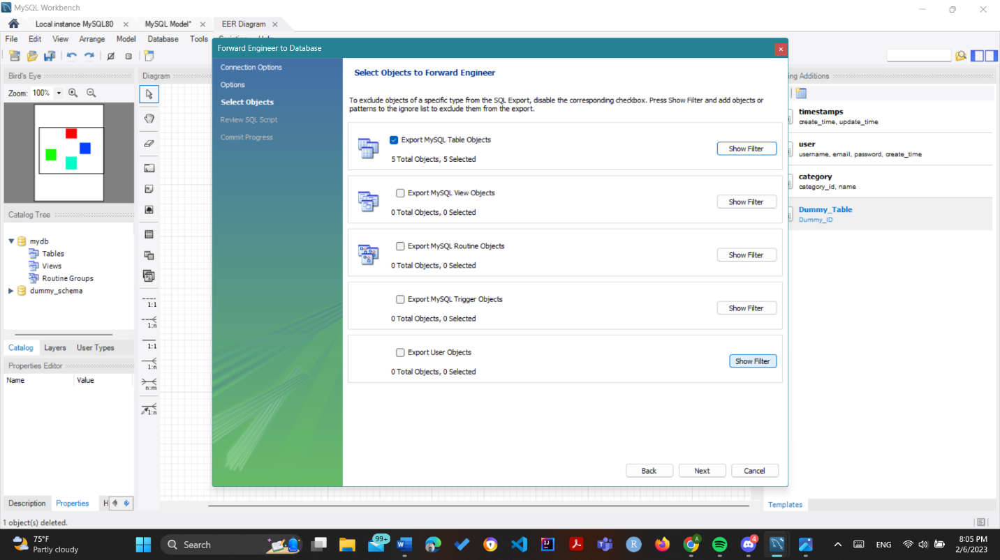 MySQL Workbench
Local instance MySQL80
MySQL Model*
EER Diagram
File Edit View Arrange Model Database Tools
Forward Engineer to Database
Connection Options
Options
Select Objects
Review SQL Script
Commit Progress
Select Objects to Forward Engineer
To exclude objects of a specific type from the SQL Export, disable the corresponding checkbox. Press Show Filter and add objects or
patterns to the ignore list to exclude them from the export.
Export MySQL Table Objects
5 Total Objects, 5 Selected
Show Filter
Export MySQL View Objects
0 Total Objects, 0 Selected
Show Filter
Export MySQL Routine Objects
0 Total Objects, 0 Selected
Show Filter
Export MySQL Trigger Objects
0 Total Objects, 0 Selected
Show Filter
Export User Objects
0 Total Objects, 0 Selected
Show Filter
Back Next Cancel
Bird's Eye
Zoom: 100%
Catalog Tree
mydb
Tables
Views
Routine Groups
dummy_schema
Catalog Layers User Types
Properties Editor
Name Value
Description Properties H
1 object(s) deleted.
Diagram
1:1
1:n
1:1
1:n
n:m
1:n
ing Additions
timestamps
create_time, update_time
user
username, email, password, create_time
category
category_id, name
Dummy_Table
Dummy_ID
Templates
75°F
Partly cloudy
Search
99+
W
R
A
4
ENG
8:05 PM
2/6/2023